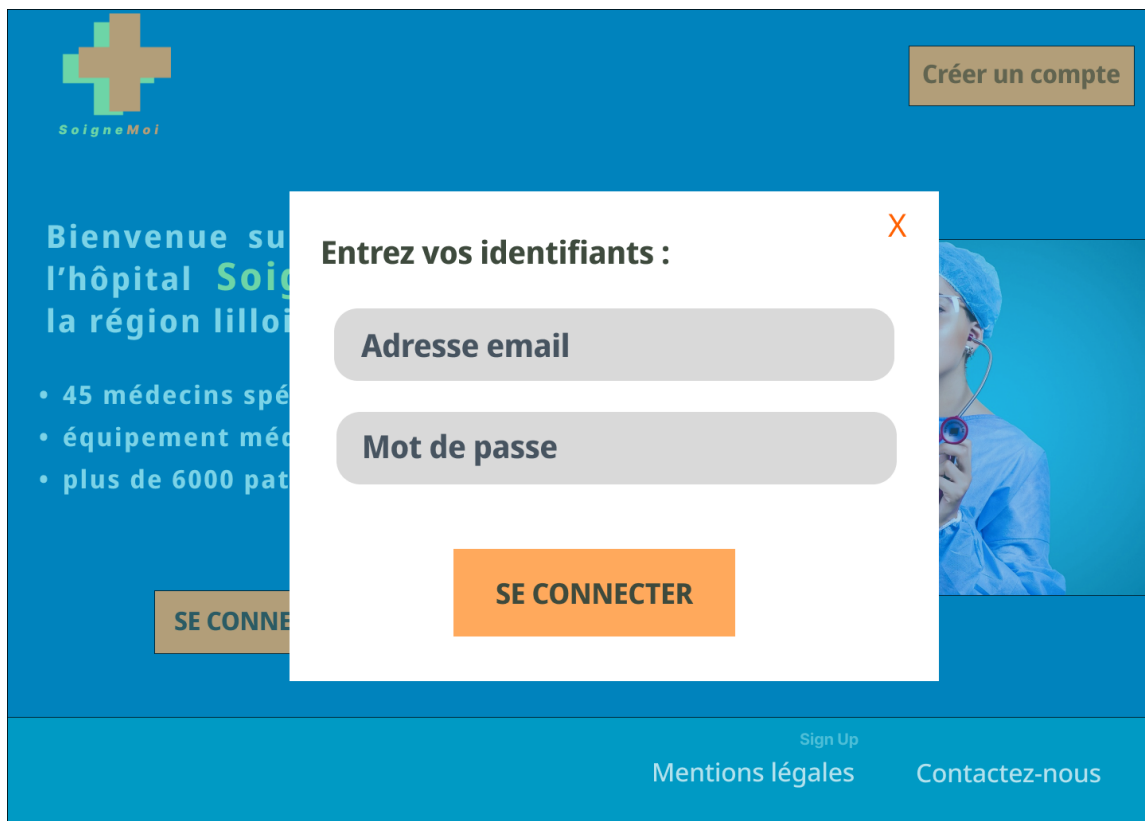 SoigneMoi
Créer un compte
Bienvenue su
l'hôpital Soig
la région lilloi
• 45 médecins spé
• équipement méd
• plus de 6000 pat
SE CONNE
X
Entrez vos identifiants :
Adresse email
Mot de passe
SE CONNECTER
Sign Up
Mentions légales
Contactez-nous